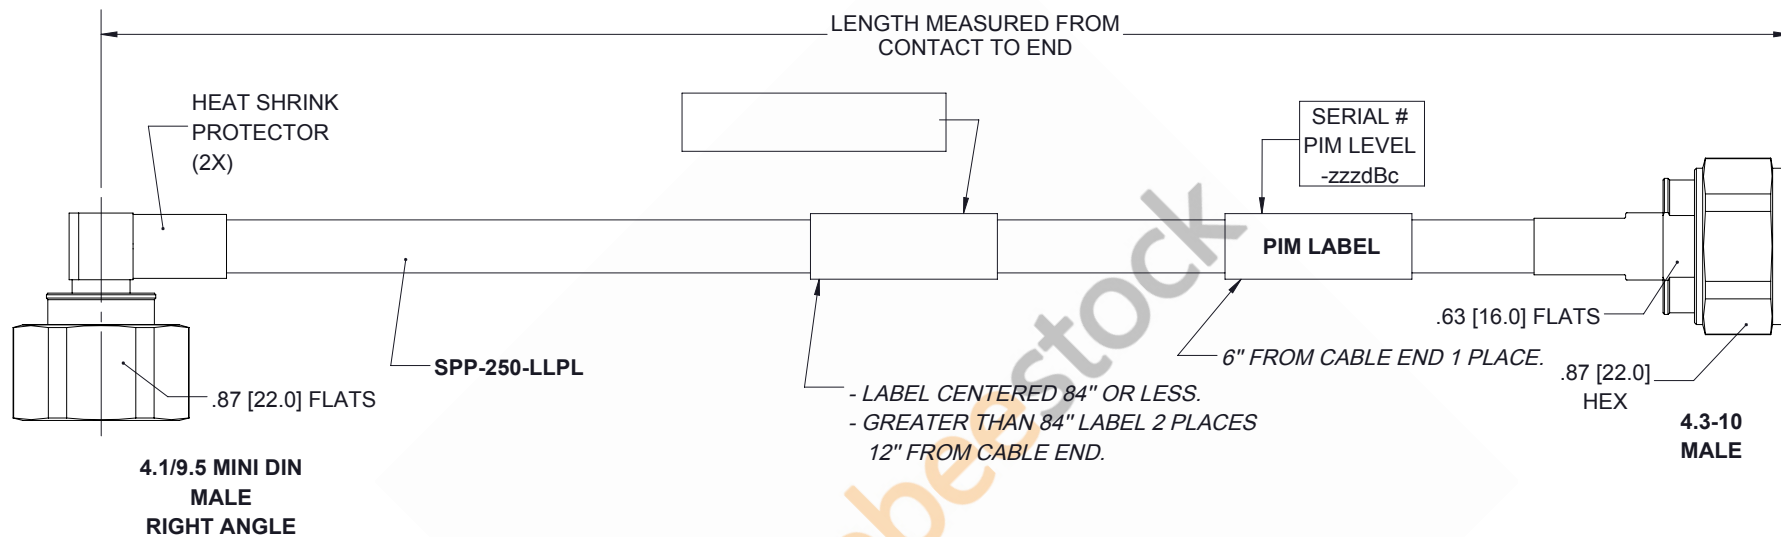 LENGTH MEASURED FROM
CONTACT TO END
HEAT SHRINK
PROTECTOR
(2X)
SERIAL #
PIM LEVEL
-zzzdBc
PIM LABEL
.63 [16.0] FLATS
6" FROM CABLE END 1 PLACE.
SPP-250-LLPL
.87 [22.0] FLATS
- LABEL CENTERED 84" OR LESS.
- GREATER THAN 84" LABEL 2 PLACES
12" FROM CABLE END.
.87 [22.0]
HEX
4.3-10
MALE
4.1/9.5 MINI DIN
MALE
RIGHT ANGLE
beestock